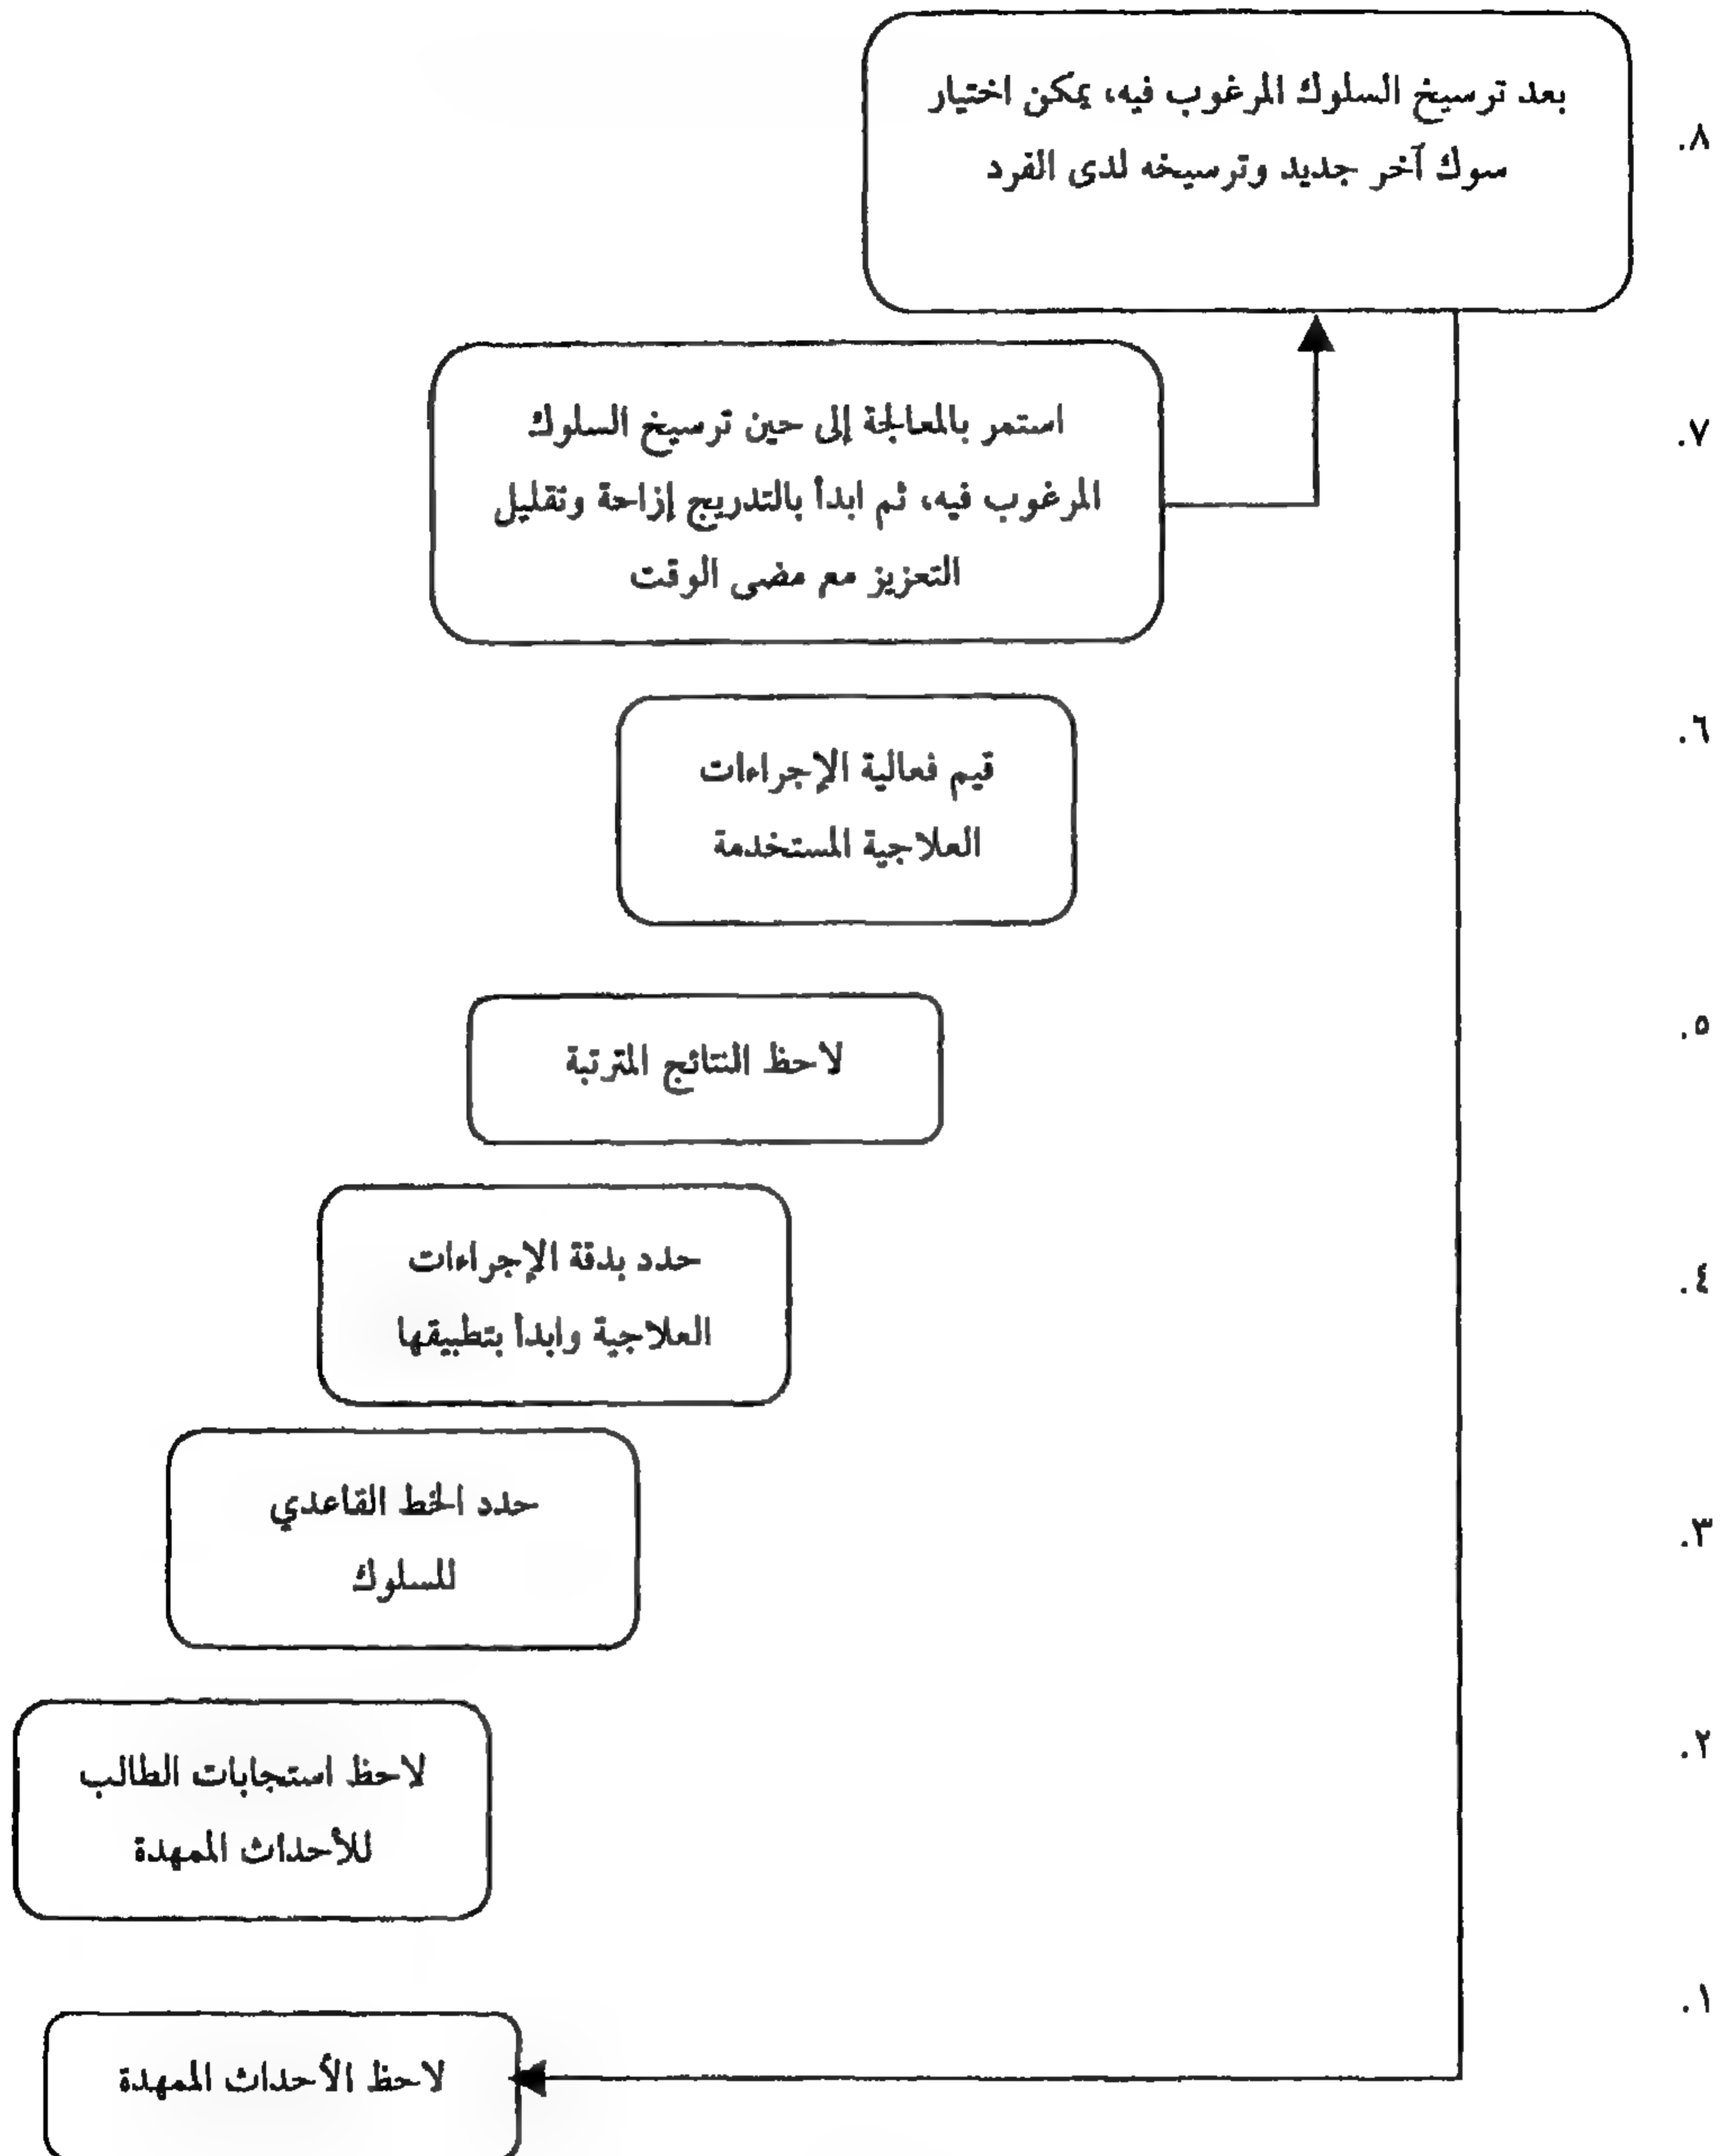 ٨.
بعد ترسيخ السلوك المرغوب فيه، يمكن اختيار
سوك آخر جديد وترسيخه لدى الفرد
٧.
استمر بالمعالجة إلى حين ترسيخ السلوك
المرغوب فيه، ثم ابدأ بالتدريج إزاحة وتقليل
التعزيز مع مضى الوقت
٦.
قيم فعالية الإجراءات
العلاجية المستخدمة
٥.
لاحظ النتائج المترتبة
٤.
حدد بدقة الإجراءات
العلاجية وابدأ بتطبيقها
٣.
حدد الخط القاعدي
للسلوك
٢.
لاحظ استجابات الطالب
للأحداث الممهدة
١.
لاحظ الأحداث الممهدة